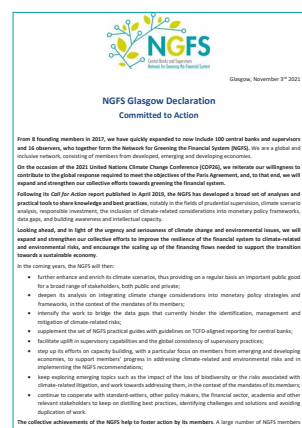 NGFS
Central Banks and Supervisors
Network for Greening the Financial System
Glasgow, November 3rd 2021
NGFS Glasgow Declaration
Committed to Action
From 8 founding members in 2017, we have quickly expanded to now include 100 central banks and supervisors
and 16 observers, who together form the Network for Greening the Financial System (NGFS). We are a global and
inclusive network, consisting of members from developed, emerging and developing economies.
On the occasion of the 2021 United Nations Climate Change Conference (COP26), we reiterate our willingness to
contribute to the global response required to meet the objectives of the Paris Agreement, and, to that end, we will
expand and strengthen our collective efforts towards greening the financial system.
Following its Call for Action report published in April 2019, the NGFS has developed a broad set of analyses and
practical tools to share knowledge and best practices, notably in the fields of prudential supervision, climate scenario
analysis, responsible investment, the inclusion of climate-related considerations into monetary policy frameworks,
data gaps, and building awareness and intellectual capacity.
Looking ahead, and in light of the urgency and seriousness of climate change and environmental issues, we will
expand and strengthen our collective efforts to improve the resilience of the financial system to climate-related
and environmental risks, and encourage the scaling up of the financing flows needed to support the transition
towards a sustainable economy.
In the coming years, the NGFS will then:
• further enhance and enrich its climate scenarios, thus providing on a regular basis an important public good
for a broad range of stakeholders, both public and private;
• deepen its analysis on integrating climate change considerations into monetary policy strategies and
frameworks, in the context of the mandates of its members;
• intensify the work to bridge the data gaps that currently hinder the identification, management and
mitigation of climate-related risks;
• supplement the set of NGFS practical guides with guidelines on TCFD-aligned reporting for central banks;
• facilitate uplift in supervisory capabilities and the global consistency of supervisory practices;
• step up its efforts on capacity building, with a particular focus on members from emerging and developing
economies, to support members' progress in addressing climate-related and environmental risks and in
implementing the NGFS recommendations;
• keep exploring emerging topics such as the impact of the loss of biodiversity or the risks associated with
climate-related litigation, and work towards addressing them, in the context of the mandates of its members;
• continue to cooperate with standard-setters, other policy makers, the financial sector, academia and other
relevant stakeholders to keep on distilling best practices, identifying challenges and solutions and avoiding
duplication of work.
The collective achievements of the NGFS help to foster action by its members. A large number of NGFS members